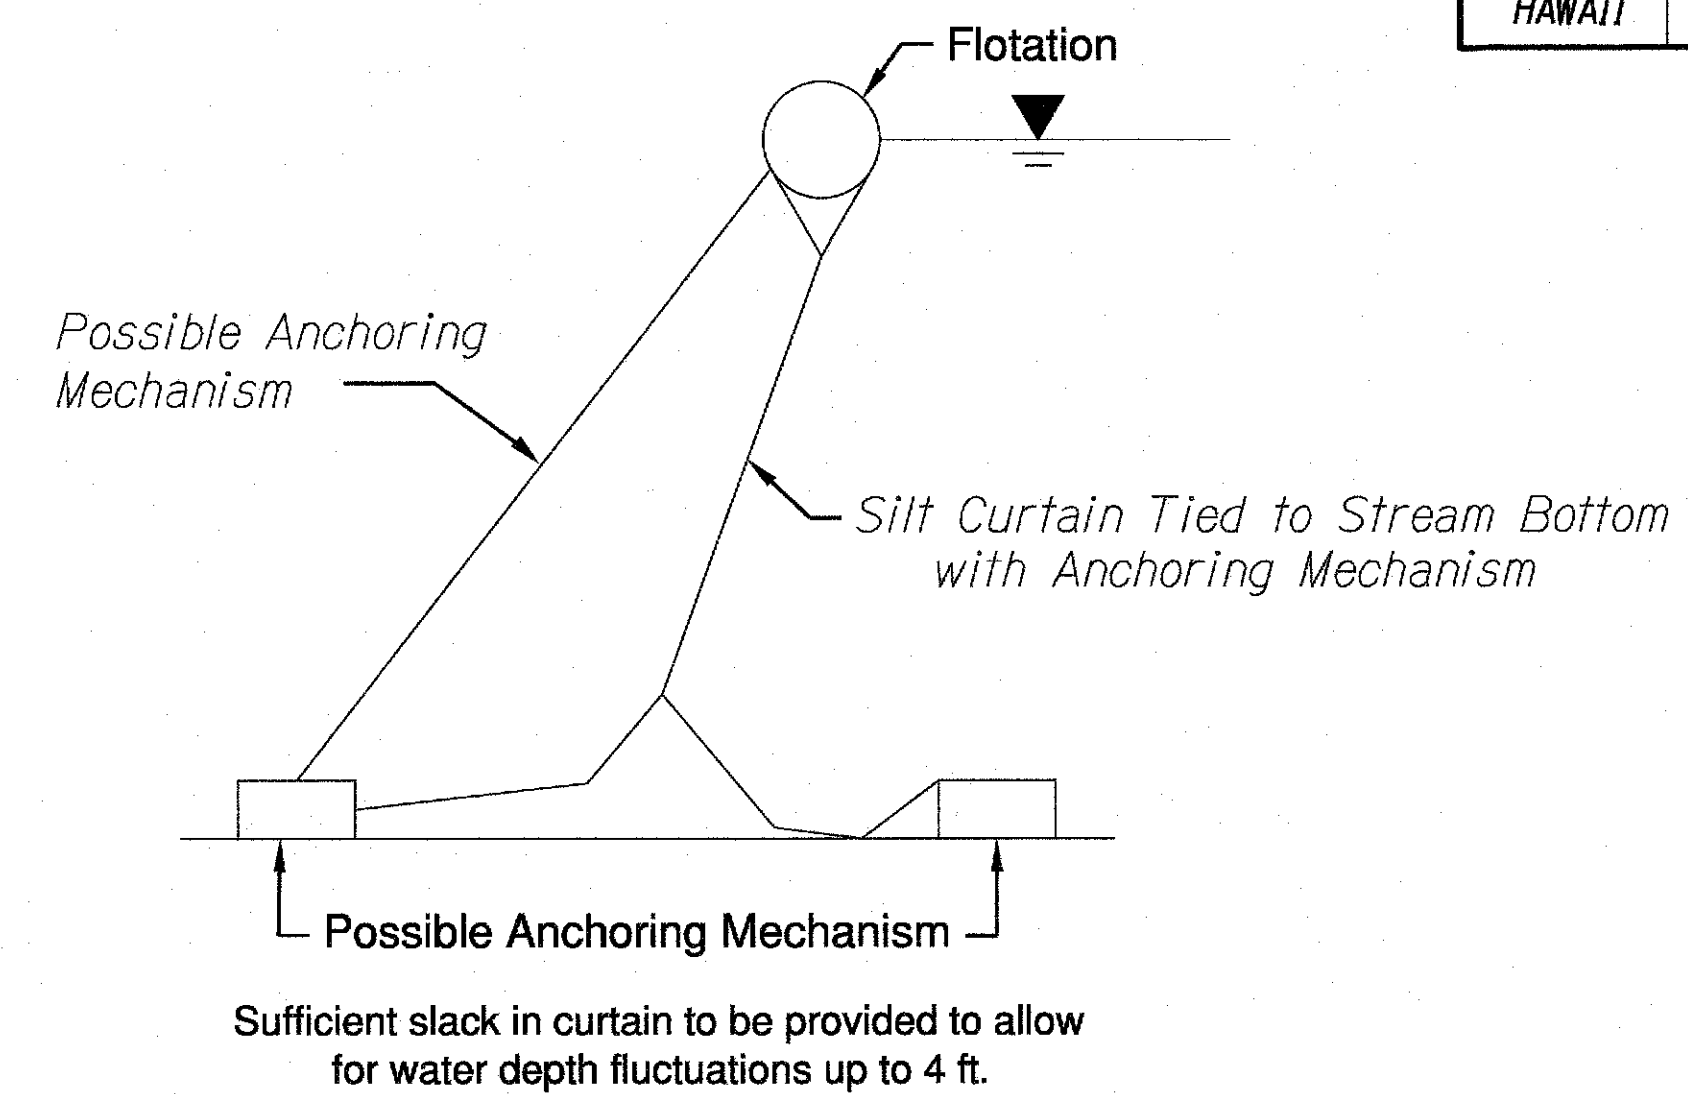 HAWAII
Flotation
Possible Anchoring
Mechanism
Silt Curtain Tied to Stream Bottom
with Anchoring Mechanism
Possible Anchoring Mechanism
Sufficient slack in curtain to be provided to allow
for water depth fluctuations up to 4 ft.